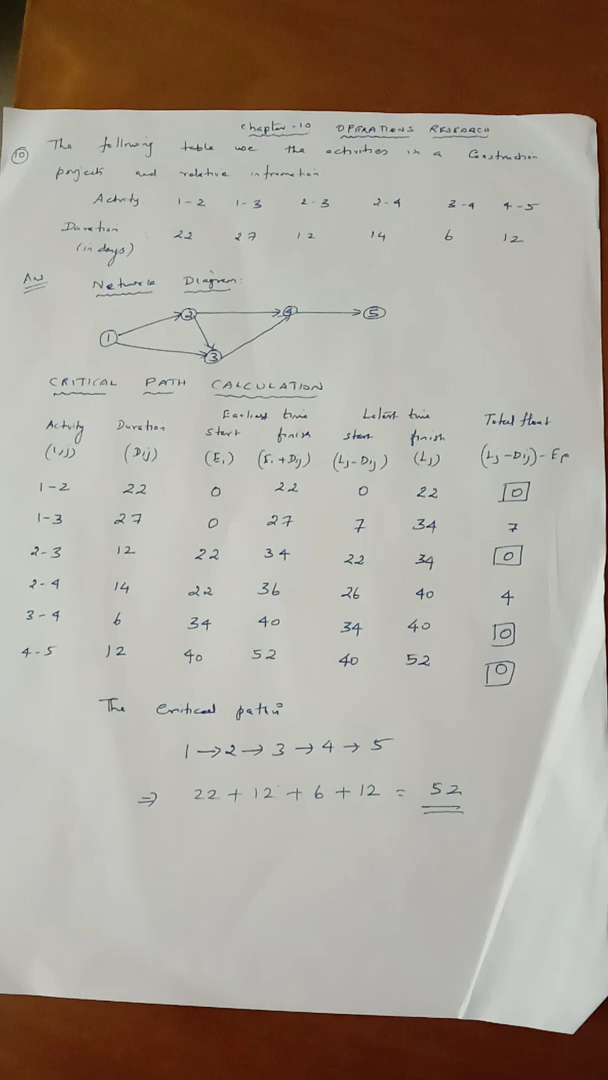 Chapter-10 OPERATIONS RESEARCH
10 The following table use the activities in a Construction
projects and relative infromation
Activity 1-2 1-3 2-3 2-4 3-4 4-5
Duration 22 27 12 14 6 12
(in days)
Network Diagram:
1 3 4 5
3
CRITICAL PATH CALCULATION
Activity Duration Earliest time Latest time Total float
start finish start finish
(i,j) (Dij) (Ei) (Ei+Dij) (Lj-Dij) (Lj) (Lj-Dij)-Ei
1-2 22 0 22 0 22 0
1-3 27 0 27 7 34 7
2-3 12 22 34 22 34 0
2-4 14 22 36 26 40 4
3-4 6 34 40 34 40 0
4-5 12 40 52 40 52 0
The Critical path:
1→2→3→4→5
⇒ 22+12+6+12 = 52